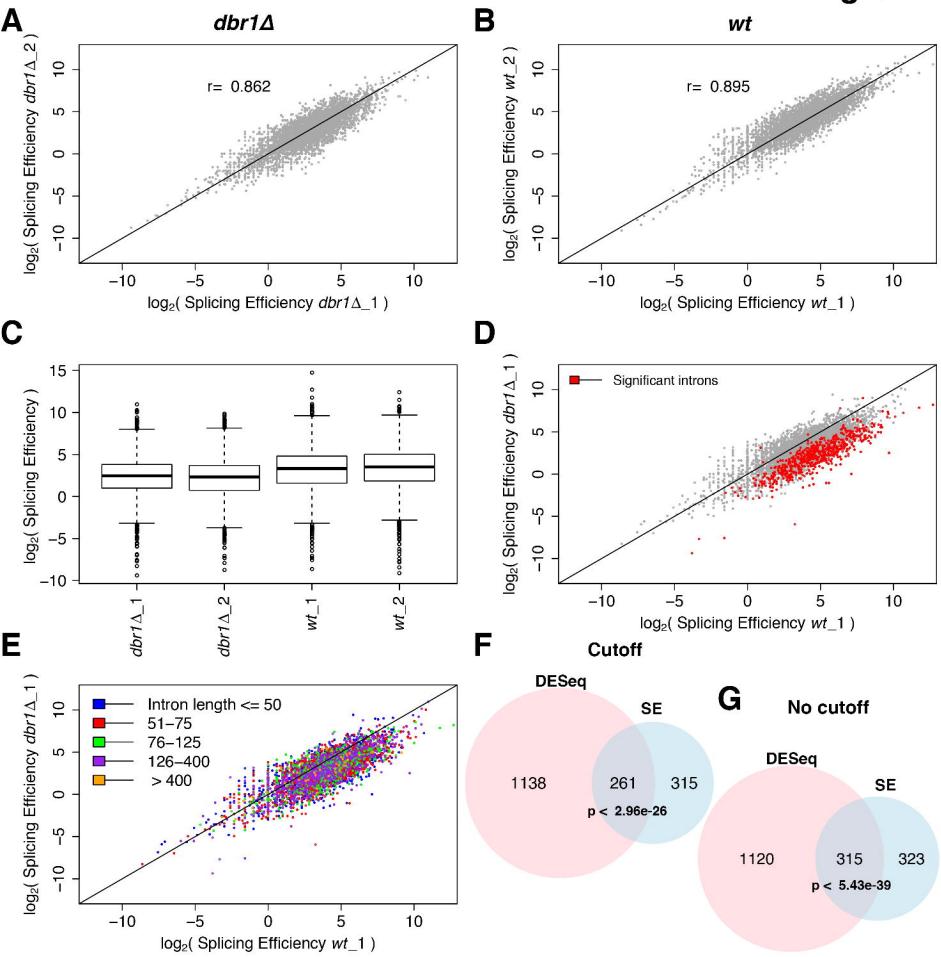 A
dbr1Δ
log2( Splicing Efficiency dbr1Δ_2 )
10
5
0
−5
−10
r= 0.862
−10 −5 0 5 10
log2( Splicing Efficiency dbr1Δ_1 )
B
wt
log2( Splicing Efficiency wt_2 )
10
5
0
−5
−10
r= 0.895
−10 −5 0 5 10
log2( Splicing Efficiency wt_1 )
C
log2( Splicing Efficiency )
15
10
5
0
−5
−10
dbr1Δ_1
dbr1Δ_2
wt_1
wt_2
D
log2( Splicing Efficiency dbr1Δ_1 )
10
5
0
−5
−10
Significant introns
−10 −5 0 5 10
log2( Splicing Efficiency wt_1 )
E
log2( Splicing Efficiency dbr1Δ_1 )
10
5
0
−5
−10
Intron length <= 50
51−75
76−125
126−400
> 400
−10 −5 0 5 10
log2( Splicing Efficiency wt_1 )
F
Cutoff
DESeq
SE
1138 261 315
p < 2.96e-26
G
No cutoff
DESeq
SE
1120 315 323
p < 5.43e-39